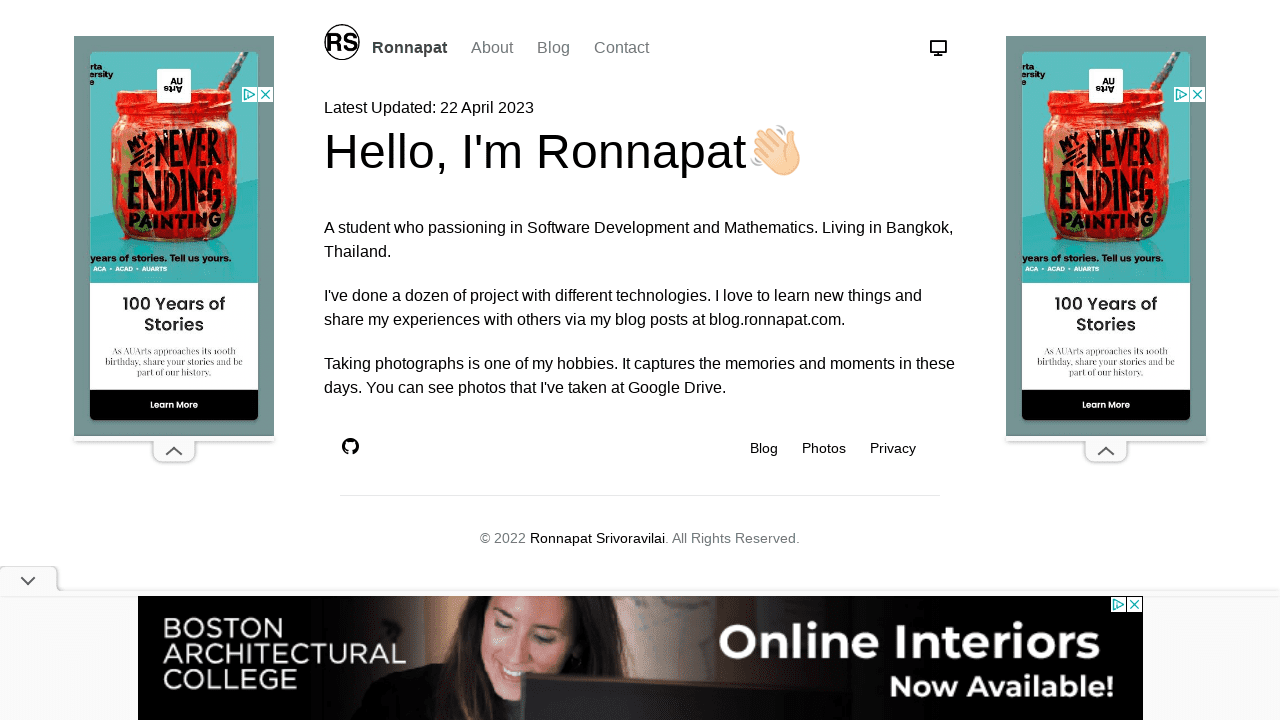 RS
Ronnapat
About
Blog
Contact
Latest Updated: 22 April 2023
Hello, I'm Ronnapat
A student who passioning in Software Development and Mathematics. Living in Bangkok,
Thailand.
I've done a dozen of project with different technologies. I love to learn new things and
share my experiences with others via my blog posts at blog.ronnapat.com.
Taking photographs is one of my hobbies. It captures the memories and moments in these
days. You can see photos that I've taken at Google Drive.
Blog
Photos
Privacy
© 2022 Ronnapat Srivoravilai. All Rights Reserved.
AU
Arts
MY
NEVER
ENDING
PAINTING
years of stories. Tell us yours.
ACA • ACAD • AUARTS
100 Years of
Stories
As AUArts approaches its 100th
birthday, share your stories and be
part of our history.
Learn More
AU
Arts
MY
NEVER
ENDING
PAINTING
years of stories. Tell us yours.
ACA • ACAD • AUARTS
100 Years of
Stories
As AUArts approaches its 100th
birthday, share your stories and be
part of our history.
Learn More
BOSTON
ARCHITECTURAL
COLLEGE
Online Interiors
Now Available!